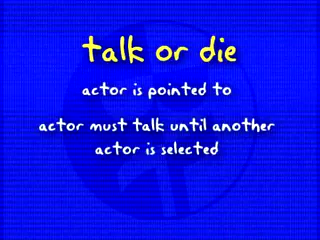 talk or die
actor is pointed to
actor must talk until another
actor is selected